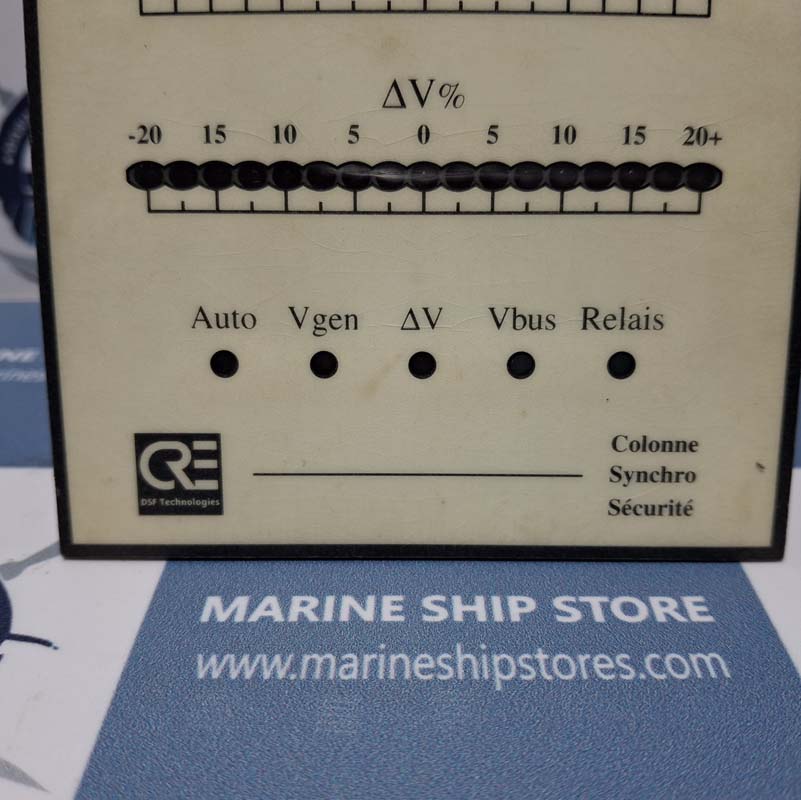 ΔV%
-20 15 10 5 0 5 10 15 20+
Auto Vgen ΔV Vbus Relais
CRE
DSF Technologies
Colonne
Synchro
Sécurité
MARINE SHIP STORE
www.marineshipstores.com